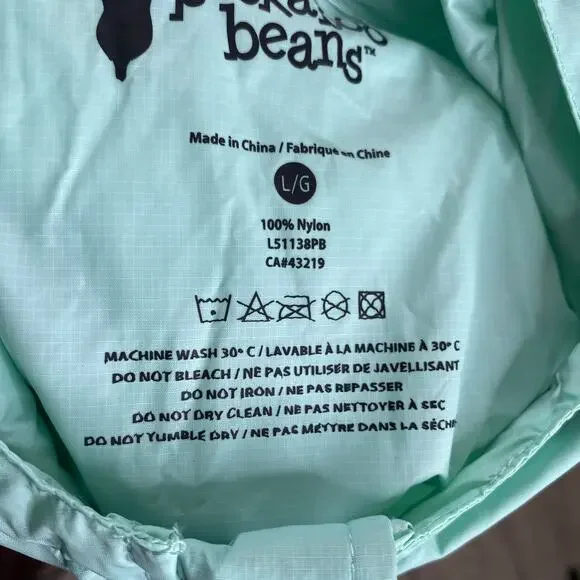 beans™
Made in China / Fabrique en Chine
L/G
100% Nylon
L51138PB
CA#43219
MACHINE WASH 30° C / LAVABLE À LA MACHINE À 30° C
DO NOT BLEACH / NE PAS UTILISER DE JAVELLISANT
DO NOT IRON / NE PAS REPASSER
DO NOT DRY CLEAN / NE PAS NETTOYER À SEC
DO NOT TUMBLE DRY / NE PAS METTRE DANS LA SÉCH